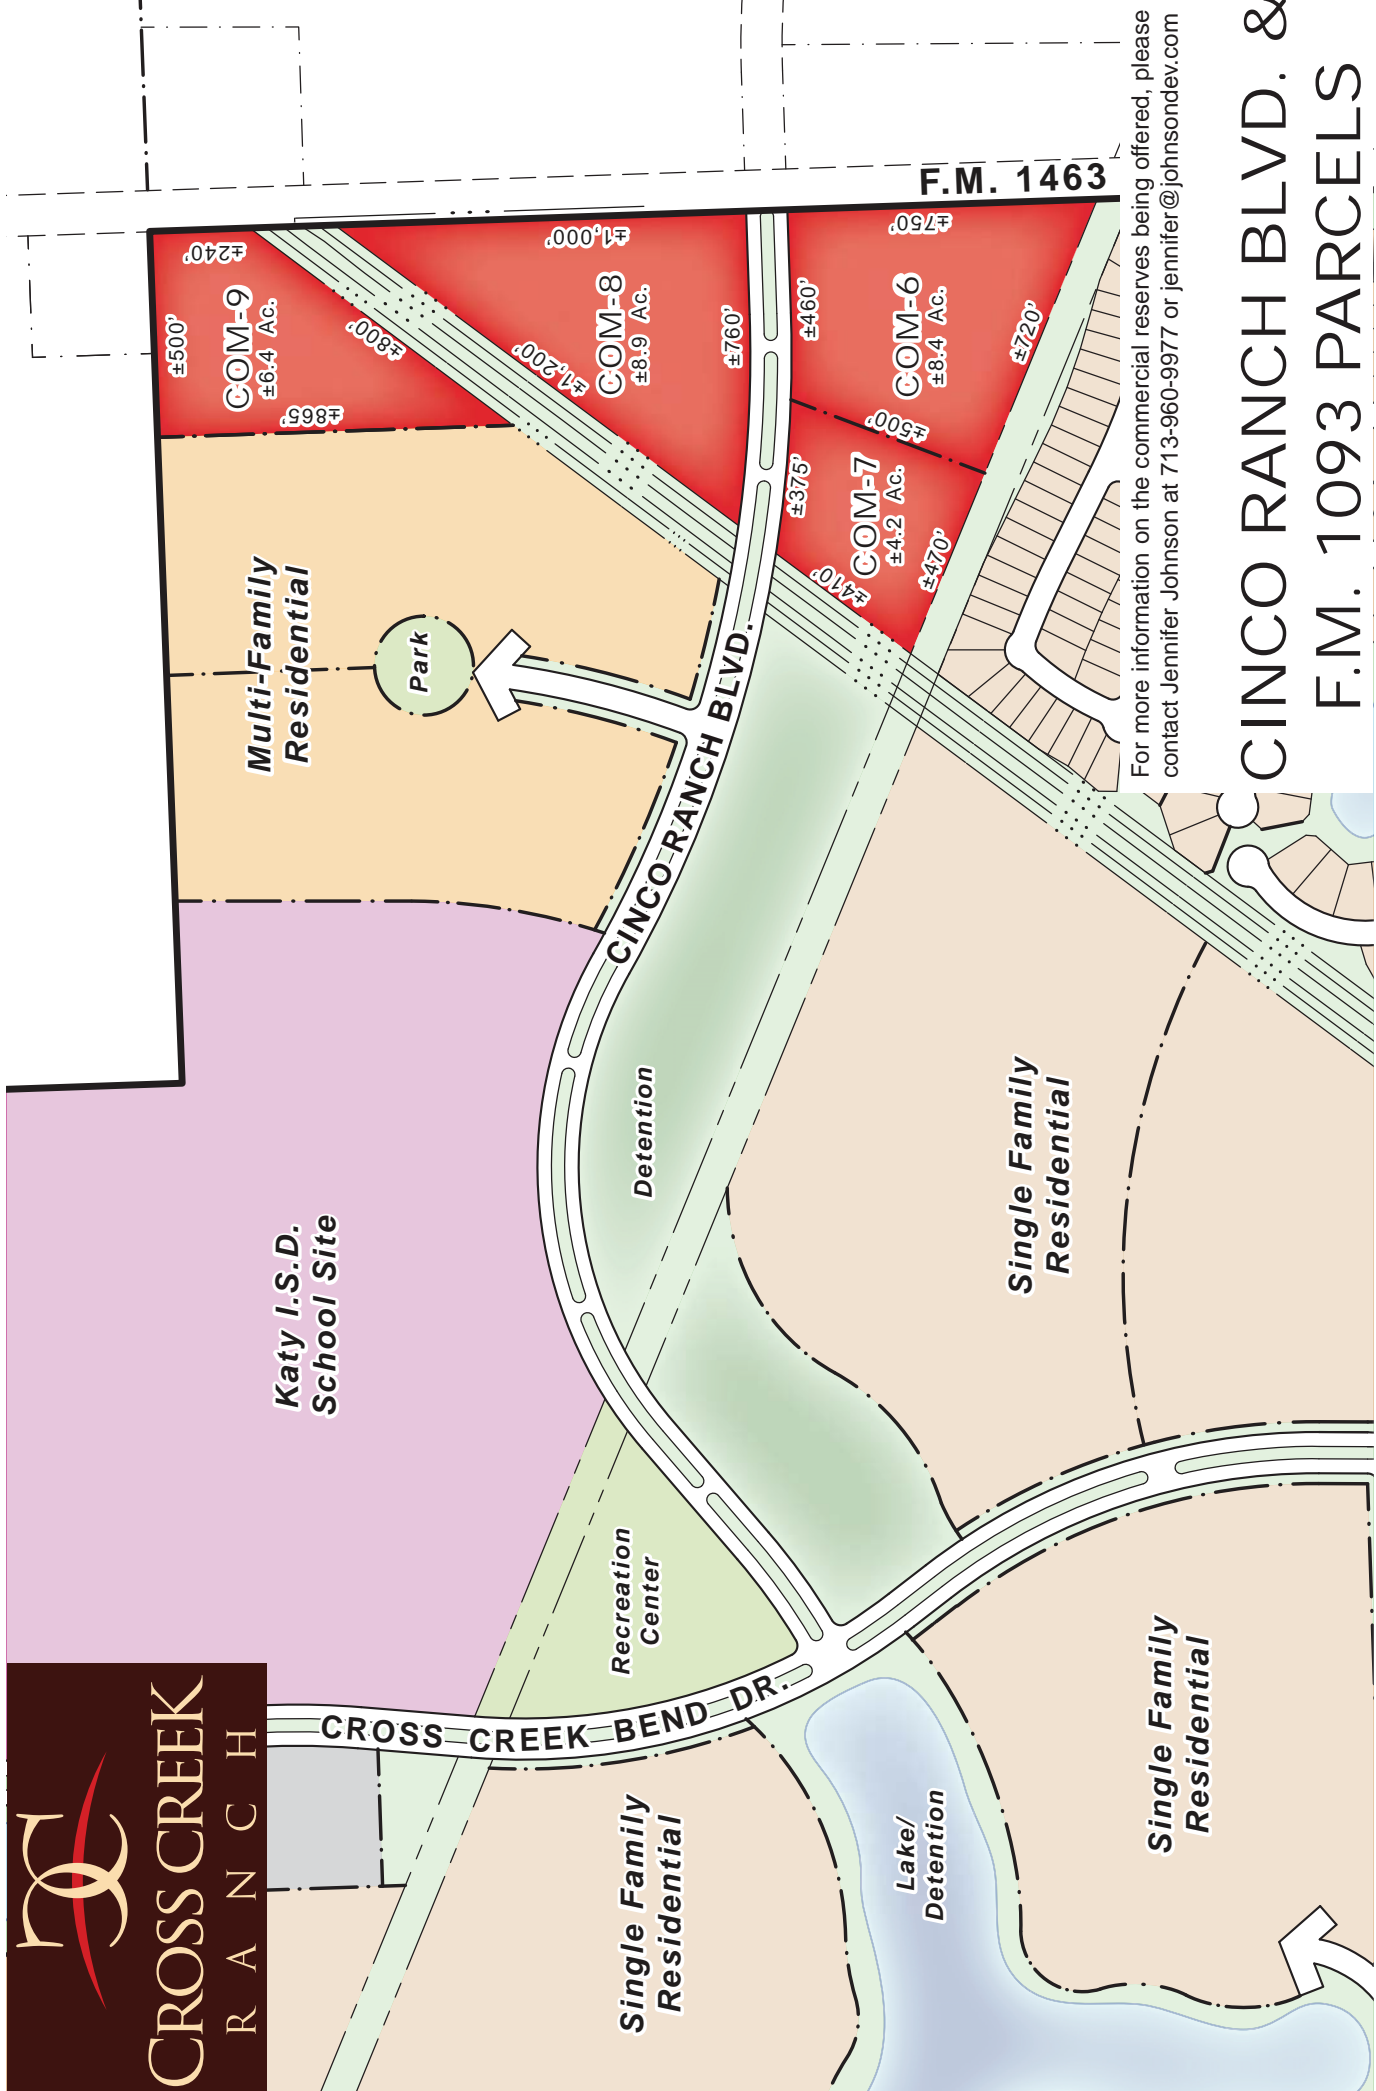 CROSS CREEK
RANCH
Katy I.S.D.
School Site
Multi-Family
Residential
Park
±500'
COM-9
±6.4 Ac.
±240'
±865'
±800'
±1,200'
COM-8
±8.9 Ac.
±1,000'
±760'
F.M. 1463
±460'
COM-6
±8.4 Ac.
±750'
±500'
±720'
±375'
COM-7
±4.2 Ac.
±410'
±470'
CINCO RANCH BLVD.
Detention
Recreation
Center
CROSS CREEK BEND DR.
Single Family
Residential
Lake/
Detention
Single Family
Residential
Single Family
Residential
For more information on the commercial reserves being offered, please
contact Jennifer Johnson at 713-960-9977 or jennifer@johnsondev.com
CINCO RANCH BLVD. &
F.M. 1093 PARCELS